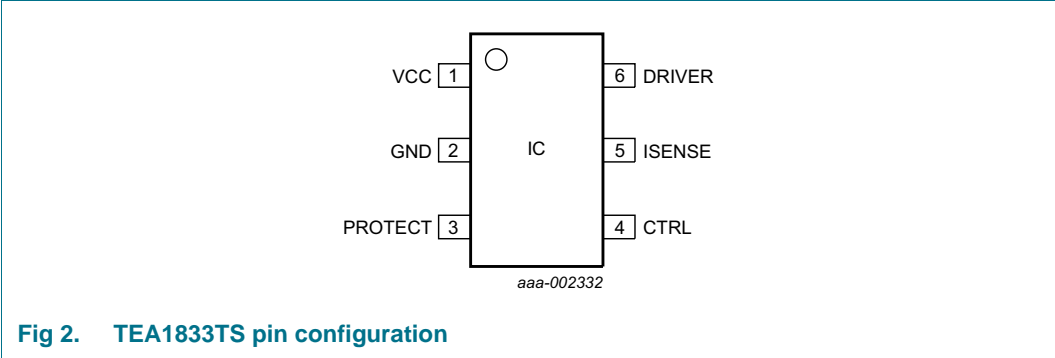 VCC 1 6 DRIVER
GND 2 IC 5 ISENSE
PROTECT 3 4 CTRL
aaa-002332
Fig 2. TEA1833TS pin configuration